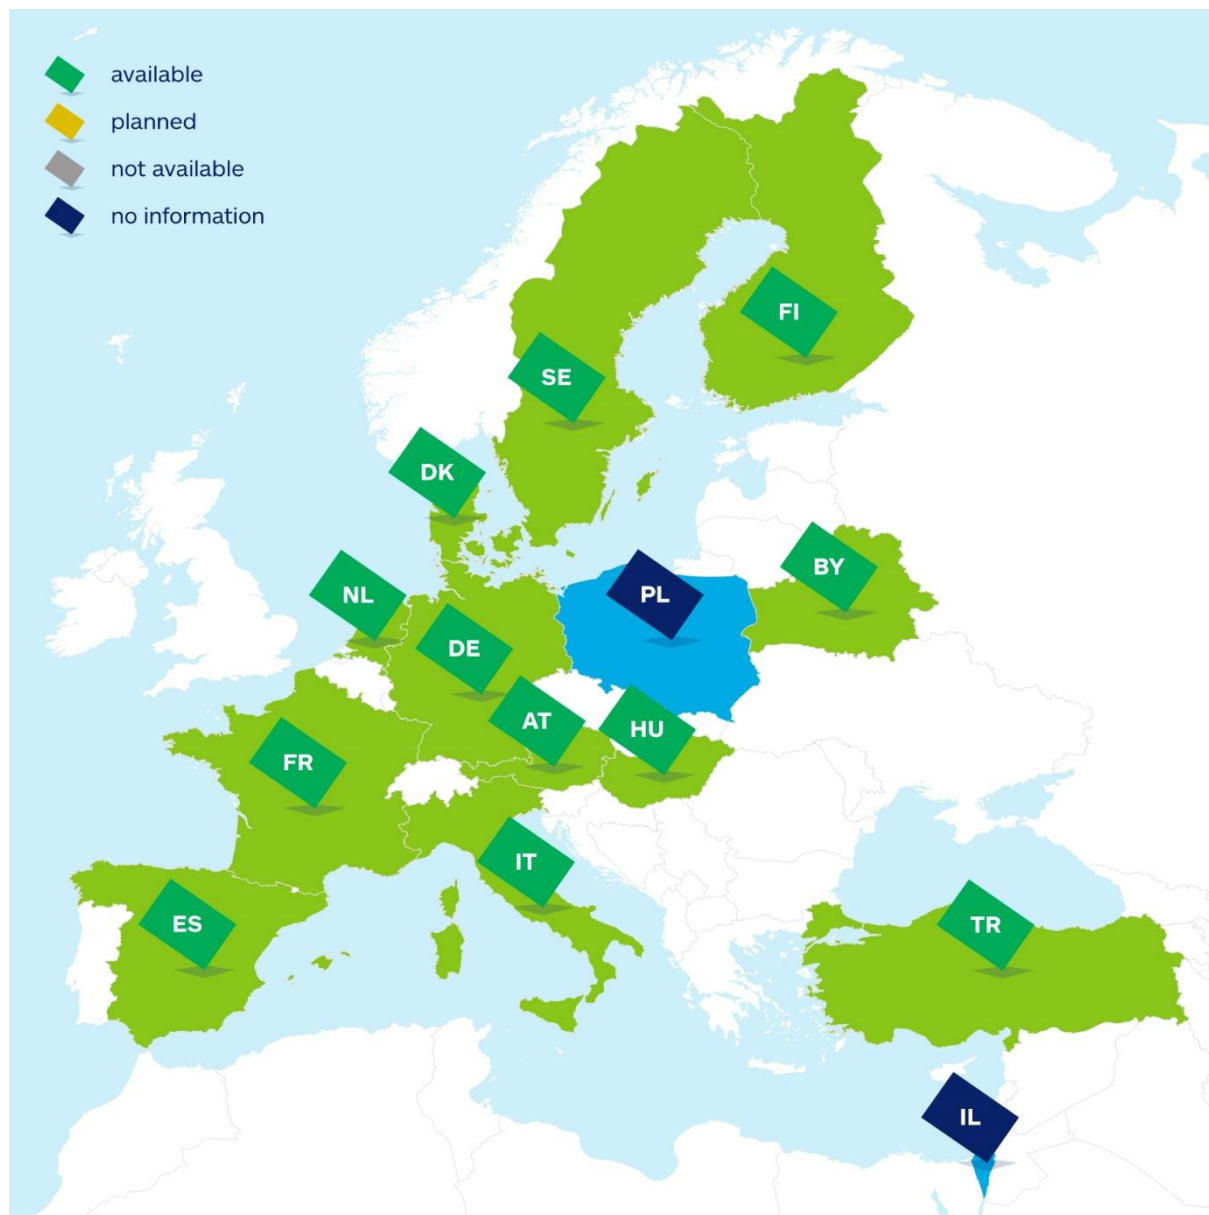 available
planned
not available
no information
FI
SE
DK
BY
NL
PL
DE
AT
HU
FR
IT
ES
TR
IL